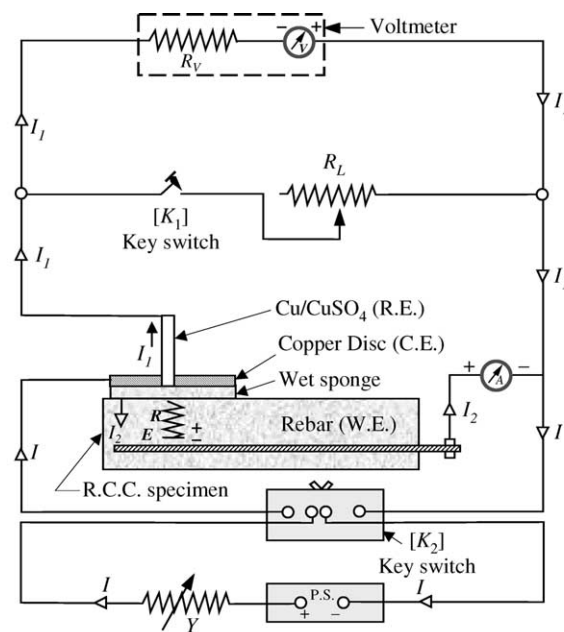 − + Voltmeter
V
R_V
I_1
I_1
R_L
[K_1]
Key switch
I_1
Cu/CuSO_4 (R.E.)
I_1
Copper Disc (C.E.)
Wet sponge
+ A −
I_2
R
E
+
−
I_2
Rebar (W.E.)
I
I
R.C.C. specimen
[K_2]
Key switch
I
Y
P.S.
+ −
I